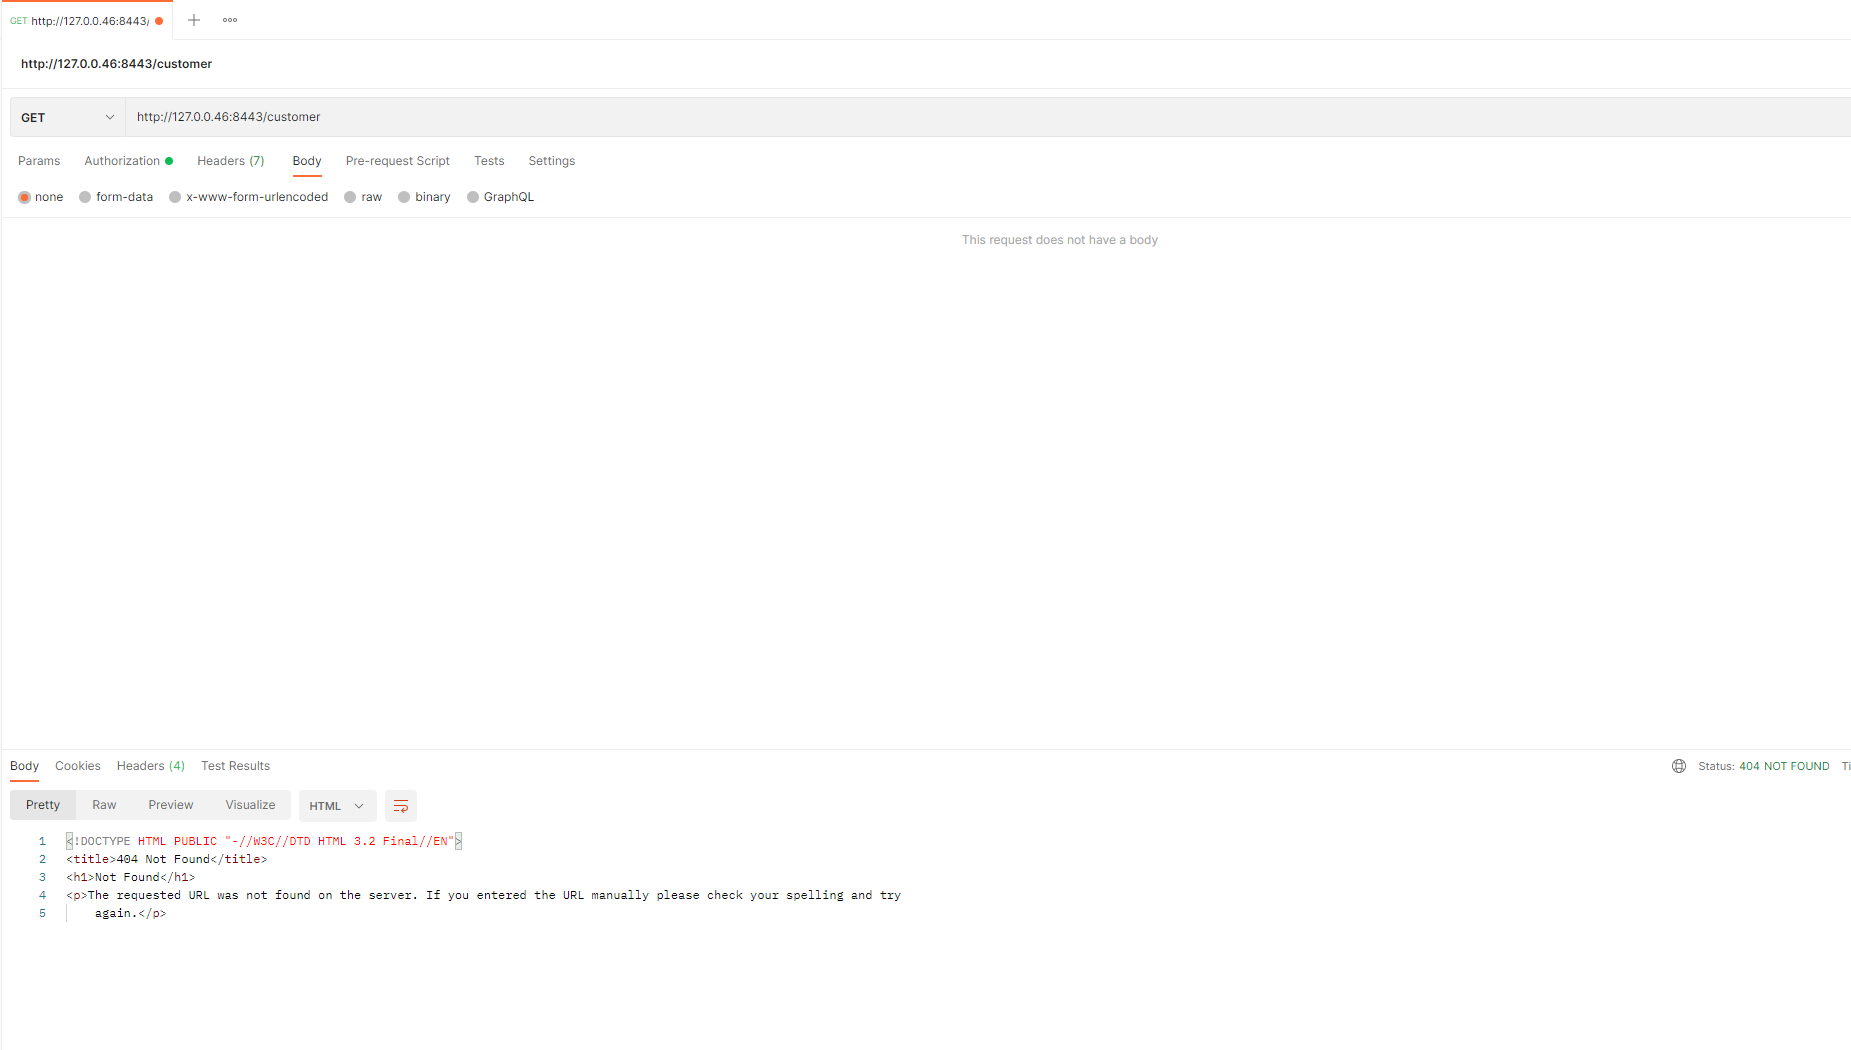 GET http://127.0.0.46:8443/
http://127.0.0.46:8443/customer
GET http://127.0.0.46:8443/customer
Params Authorization Headers (7) Body Pre-request Script Tests Settings
none form-data x-www-form-urlencoded raw binary GraphQL
This request does not have a body
Body Cookies Headers (4) Test Results Status: 404 NOT FOUND Ti
Pretty Raw Preview Visualize HTML
1 <!DOCTYPE HTML PUBLIC "-//W3C//DTD HTML 3.2 Final//EN">
2 <title>404 Not Found</title>
3 <h1>Not Found</h1>
4 <p>The requested URL was not found on the server. If you entered the URL manually please check your spelling and try
5 again.</p>